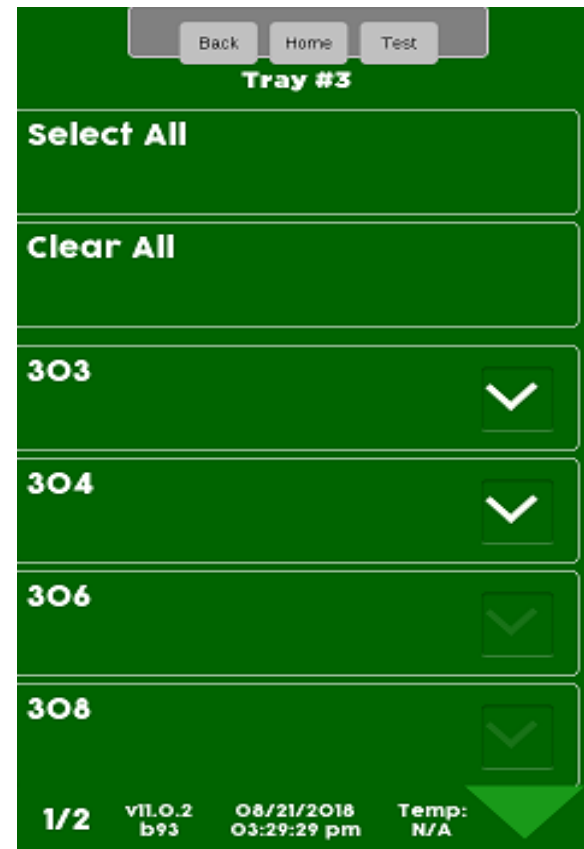 Back Home Test
Tray #3
Select All
Clear All
303
304
306
308
1/2 v11.0.2 08/21/2018 Temp:
b93 03:29:29 pm N/A